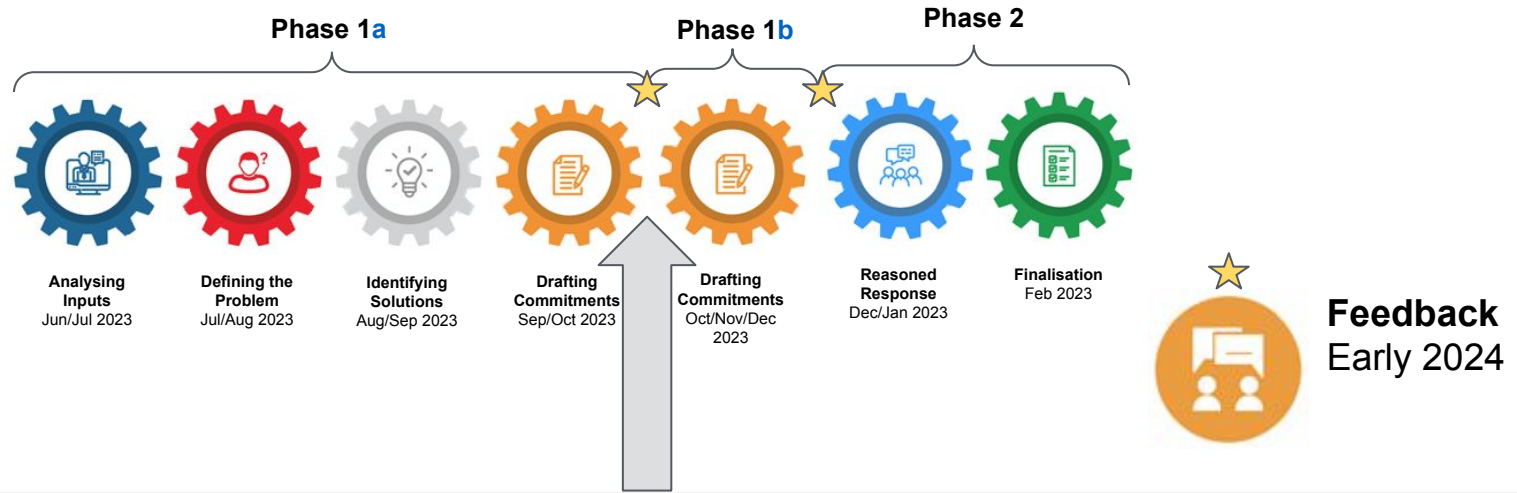 Phase 1a
Phase 1b
Phase 2
Analysing
Inputs
Jun/Jul 2023
Defining the
Problem
Jul/Aug 2023
?
Identifying
Solutions
Aug/Sep 2023
Drafting
Commitments
Sep/Oct 2023
Drafting
Commitments
Oct/Nov/Dec
2023
Reasoned
Response
Dec/Jan 2023
Finalisation
Feb 2023
Feedback
Early 2024